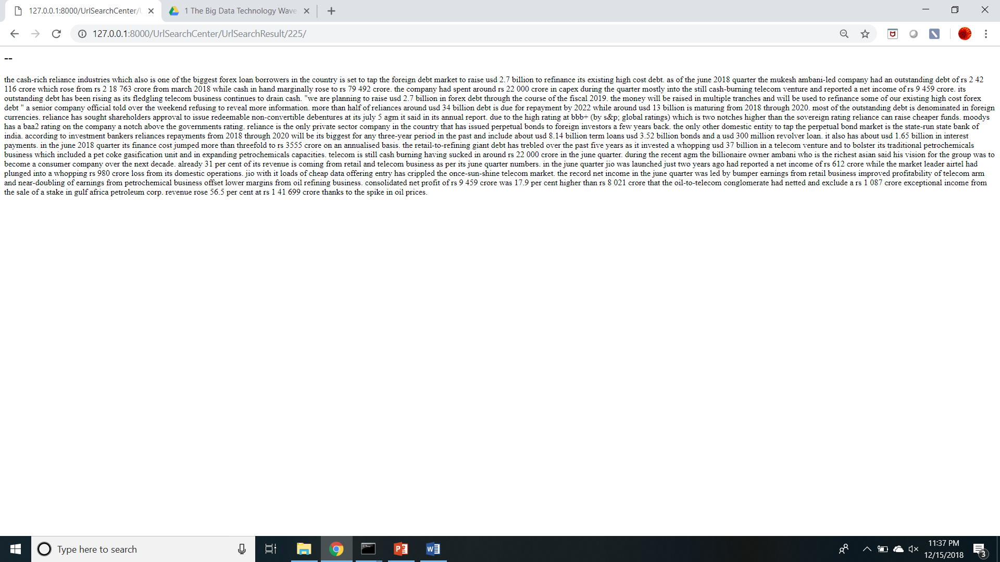 127.0.0.1:8000/UrlSearchCenter/U
1 The Big Data Technology Wave
127.0.0.1:8000/UrlSearchCenter/UrlSearchResult/225/
--
the cash-rich reliance industries which also is one of the biggest forex loan borrowers in the country is set to tap the foreign debt market to raise usd 2.7 billion to refinance its existing high cost debt. as of the june 2018 quarter the mukesh ambani-led company had an outstanding debt of rs 2 42
116 crore which rose from rs 2 18 763 crore from march 2018 while cash in hand marginally rose to rs 79 492 crore. the company had spent around rs 22 000 crore in capex during the quarter mostly into the still cash-burning telecom venture and reported a net income of rs 9 459 crore. its
outstanding debt has been rising as its fledgling telecom business continues to drain cash. "we are planning to raise usd 2.7 billion in forex debt through the course of the fiscal 2019. the money will be raised in multiple tranches and will be used to refinance some of our existing high cost forex
debt " a senior company official told over the weekend refusing to reveal more information. more than half of reliances around usd 34 billion debt is due for repayment by 2022 while around usd 13 billion is maturing from 2018 through 2020. most of the outstanding debt is denominated in foreign
currencies. reliance has sought shareholders approval to issue redeemable non-convertible debentures at its july 5 agm it said in its annual report. due to the high rating at bbb+ (by s&p; global ratings) which is two notches higher than the sovereign rating reliance can raise cheaper funds. moodys
has a baa2 rating on the company a notch above the governments rating. reliance is the only private sector company in the country that has issued perpetual bonds to foreign investors a few years back. the only other domestic entity to tap the perpetual bond market is the state-run state bank of
india. according to investment bankers reliances repayments from 2018 through 2020 will be its biggest for any three-year period in the past and include about usd 8.14 billion term loans usd 3.52 billion bonds and a usd 300 million revolver loan. it also has about usd 1.65 billion in interest
payments. in the june 2018 quarter its finance cost jumped more than threefold to rs 3555 crore on an annualised basis. the retail-to-refining giant debt has trebled over the past five years as it invested a whopping usd 37 billion in a telecom venture and to bolster its traditional petrochemicals
business which included a pet coke gasification unit and in expanding petrochemicals capacities. telecom is still cash burning having sucked in around rs 22 000 crore in the june quarter. during the recent agm the billionaire owner ambani who is the richest asian said his vision for the group was to
become a consumer company over the next decade. already 31 per cent of its revenue is coming from retail and telecom business as per its june quarter numbers. in the june quarter jio was launched just two years ago had reported a net income of rs 612 crore while the market leader airtel had
plunged into a whopping rs 980 crore loss from its domestic operations. jio with it loads of cheap data offering entry has crippled the once-sun-shine telecom market. the record net income in the june quarter was led by bumper earnings from retail business improved profitability of telecom arm
and near-doubling of earnings from petrochemical business offset lower margins from oil refining business. consolidated net profit of rs 9 459 crore was 17.9 per cent higher than rs 8 021 crore that the oil-to-telecom conglomerate had netted and exclude a rs 1 087 crore exceptional income from
the sale of a stake in gulf africa petroleum corp. revenue rose 56.5 per cent at rs 1 41 699 crore thanks to the spike in oil prices.
Type here to search
11:37 PM
12/15/2018
3